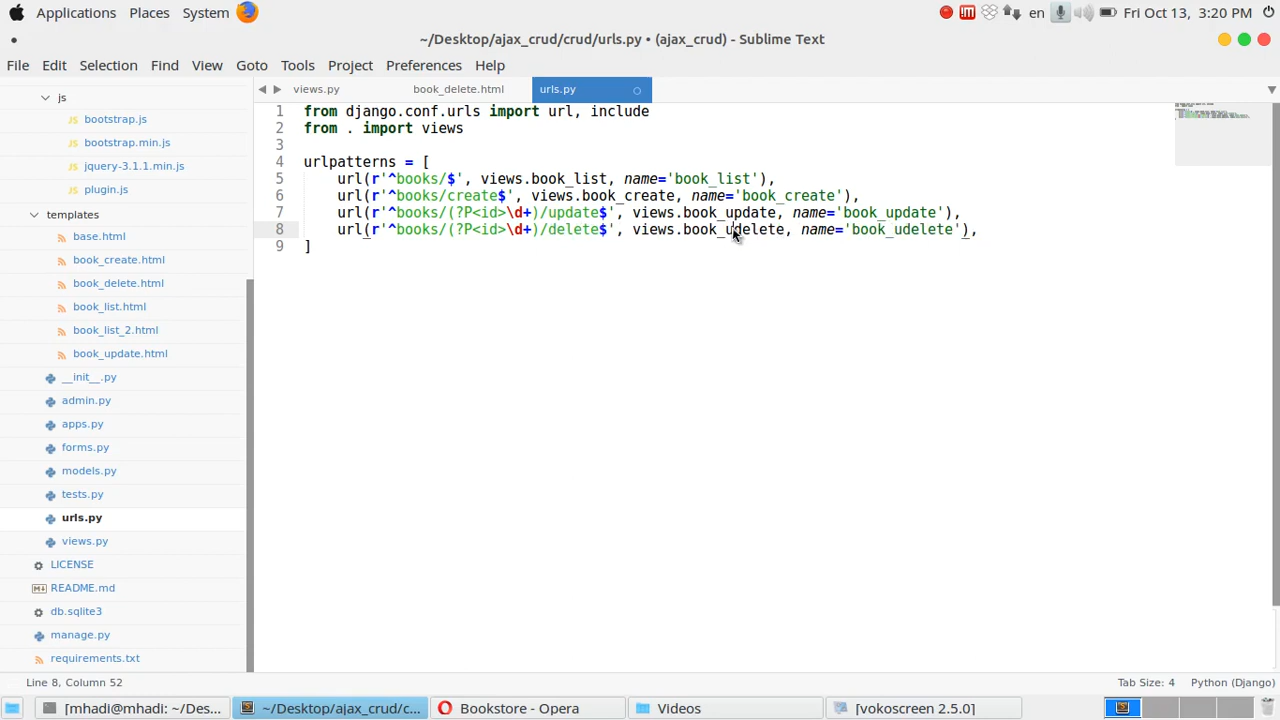 Applications Places System en Fri Oct 13, 3:20 PM
~/Desktop/ajax_crud/crud/urls.py • (ajax_crud) - Sublime Text
File Edit Selection Find View Goto Tools Project Preferences Help
views.py book_delete.html urls.py
js
bootstrap.js
bootstrap.min.js
jquery-3.1.1.min.js
plugin.js
templates
base.html
book_create.html
book_delete.html
book_list.html
book_list_2.html
book_update.html
__init__.py
admin.py
apps.py
forms.py
models.py
tests.py
urls.py
views.py
LICENSE
README.md
db.sqlite3
manage.py
requirements.txt
1 from django.conf.urls import url, include
2 from . import views
3
4 urlpatterns = [
5 url(r'^books/$', views.book_list, name='book_list'),
6 url(r'^books/create$', views.book_create, name='book_create'),
7 url(r'^books/(?P<id>\d+)/update$', views.book_update, name='book_update'),
8 url(r'^books/(?P<id>\d+)/delete$', views.book_udelete, name='book_udelete'),
9 ]
Line 8, Column 52 Tab Size: 4 Python (Django)
[mhadi@mhadi: ~/Des... ~/Desktop/ajax_crud/c... Bookstore - Opera Videos [vokoscreen 2.5.0]